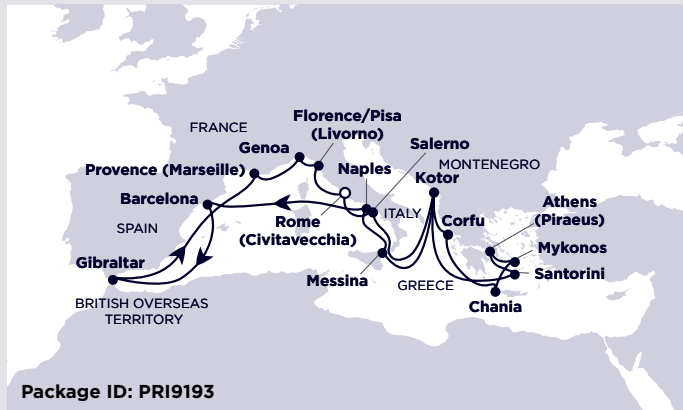 Florence/Pisa
(Livorno)
FRANCE
Genoa
Salerno
Provence (Marseille)
Naples
MONTENEGRO
Kotor
Barcelona
ITALY
Athens
(Piraeus)
Rome
(Civitavecchia)
Corfu
SPAIN
Mykonos
Gibraltar
Santorini
Messina
GREECE
BRITISH OVERSEAS
TERRITORY
Chania
Package ID: PRI9193